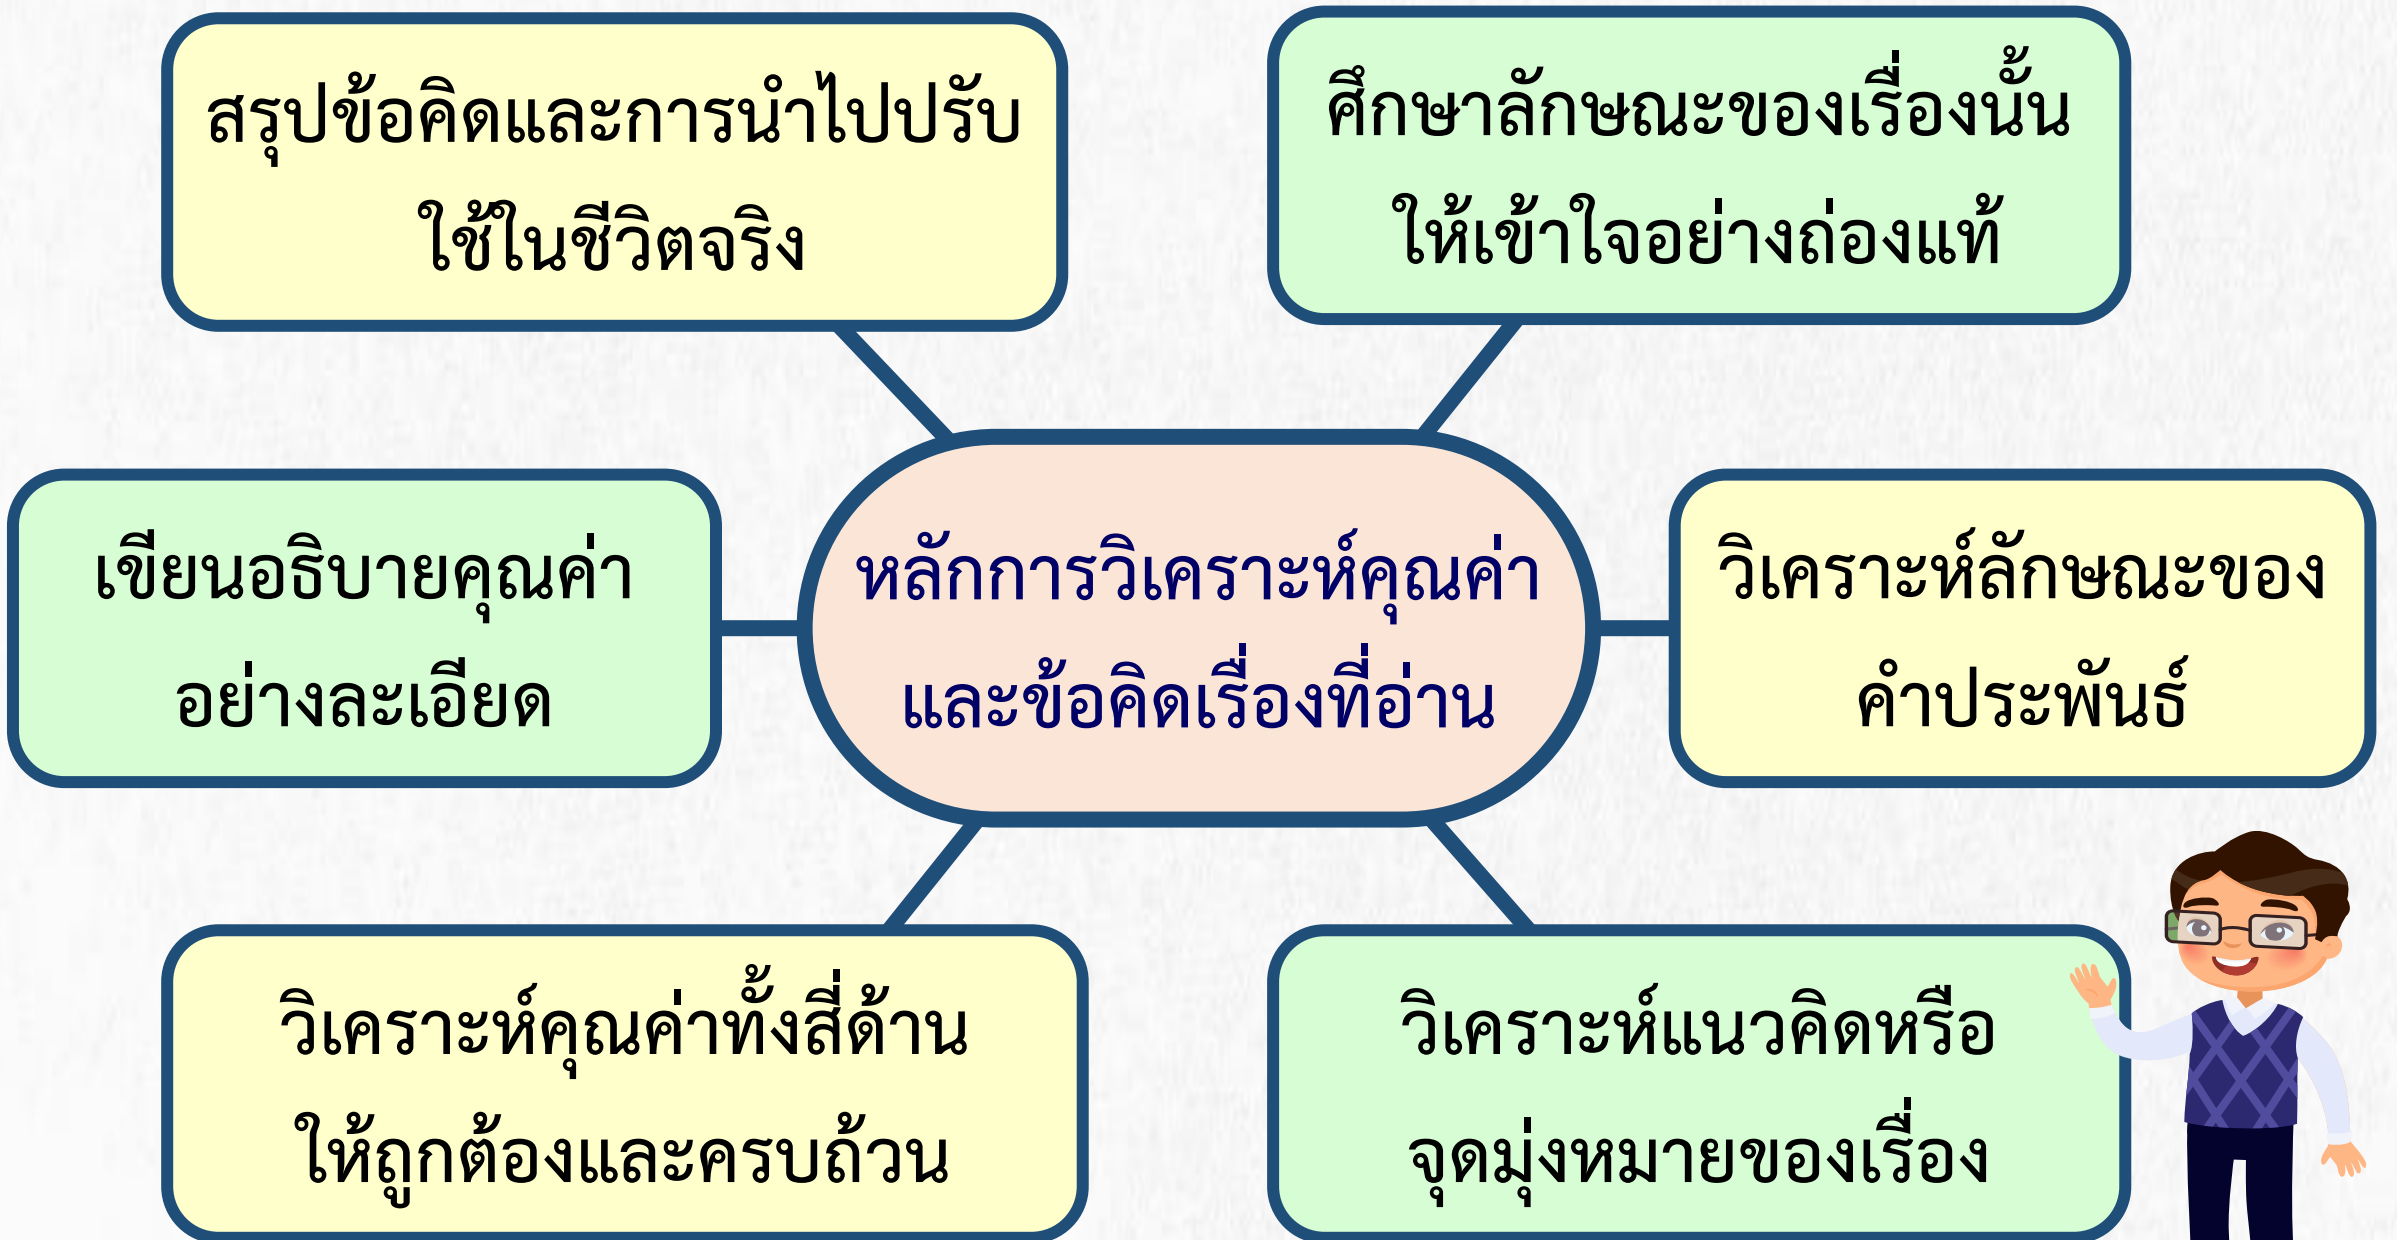 สรุปข้อคิดและการนำไปปรับ
ใช้ในชีวิตจริง
ศึกษาลักษณะของเรื่องนั้น
ให้เข้าใจอย่างถ่องแท้
เขียนอธิบายคุณค่า
อย่างละเอียด
หลักการวิเคราะห์คุณค่า
และข้อคิดเรื่องที่อ่าน
วิเคราะห์ลักษณะของ
คำประพันธ์
วิเคราะห์คุณค่าทั้งสี่ด้าน
ให้ถูกต้องและครบถ้วน
วิเคราะห์แนวคิดหรือ
จุดมุ่งหมายของเรื่อง